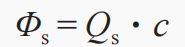 Φₛ = Qₛ · c